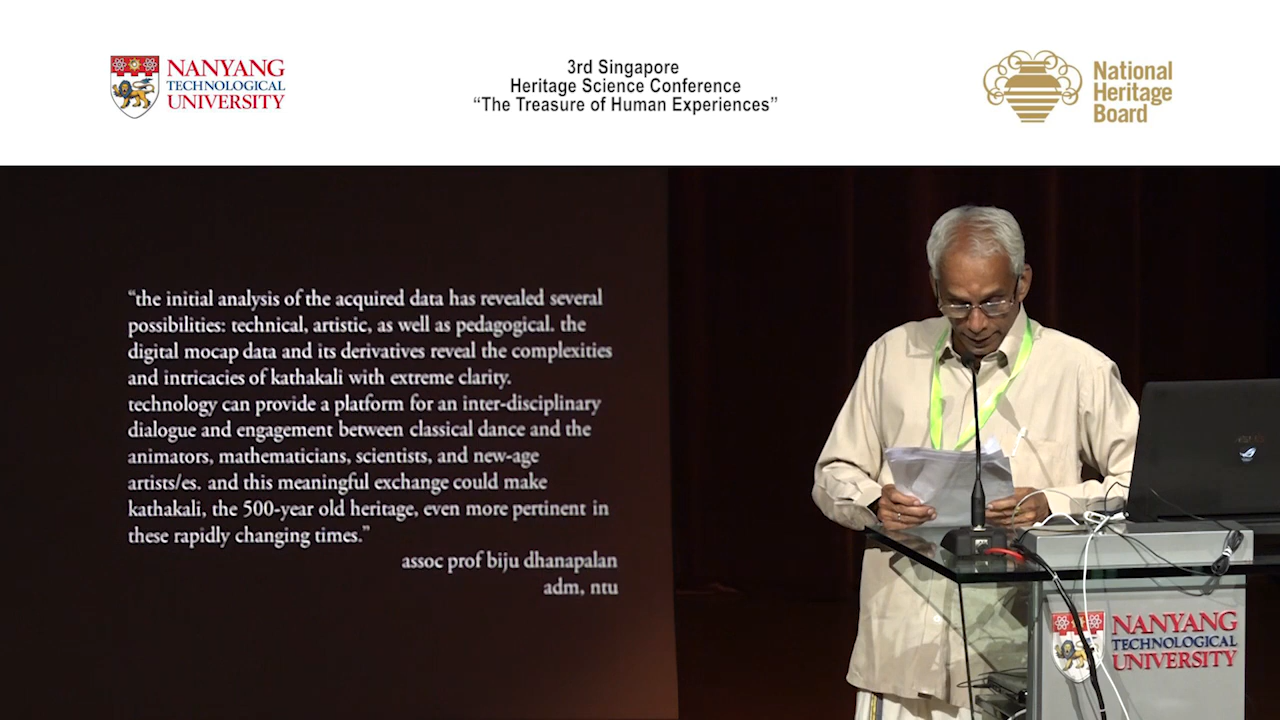 NANYANG
TECHNOLOGICAL
UNIVERSITY
3rd Singapore
Heritage Science Conference
“The Treasure of Human Experiences”
National
Heritage
Board
“the initial analysis of the acquired data has revealed several
possibilities: technical, artistic, as well as pedagogical. the
digital mocap data and its derivatives reveal the complexities
and intricacies of kathakali with extreme clarity.
technology can provide a platform for an inter-disciplinary
dialogue and engagement between classical dance and the
animators, mathematicians, scientists, and new-age
artists/es. and this meaningful exchange could make
kathakali, the 500-year old heritage, even more pertinent in
these rapidly changing times.”
assoc prof biju dhanapalan
adm, ntu
NANYANG
TECHNOLOGICAL
UNIVERSITY